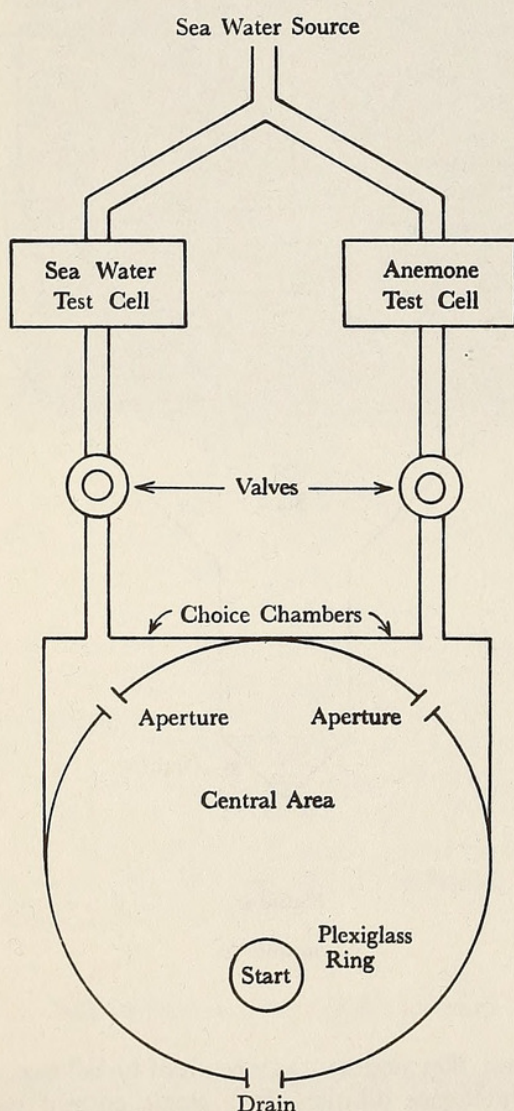 Sea Water Source
Sea Water
Test Cell
Anemone
Test Cell
Valves
Choice Chambers
Aperture
Aperture
Central Area
Plexiglass
Ring
Start
Drain